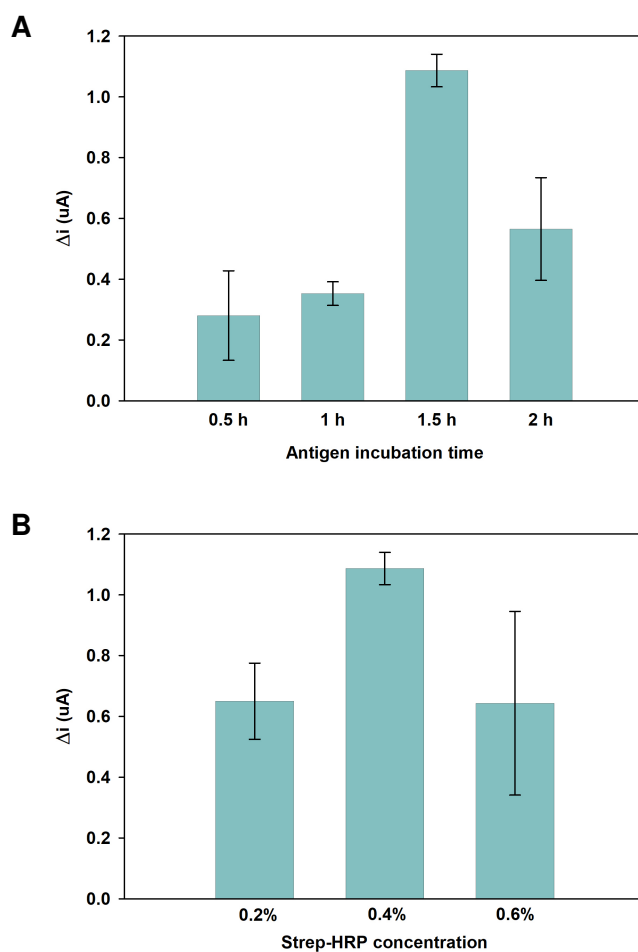 A
1.2
1.0
0.8
0.6
0.4
0.2
0.0
Δi (uA)
0.5 h 1 h 1.5 h 2 h
Antigen incubation time
B
1.2
1.0
0.8
0.6
0.4
0.2
0.0
Δi (uA)
0.2% 0.4% 0.6%
Strep-HRP concentration